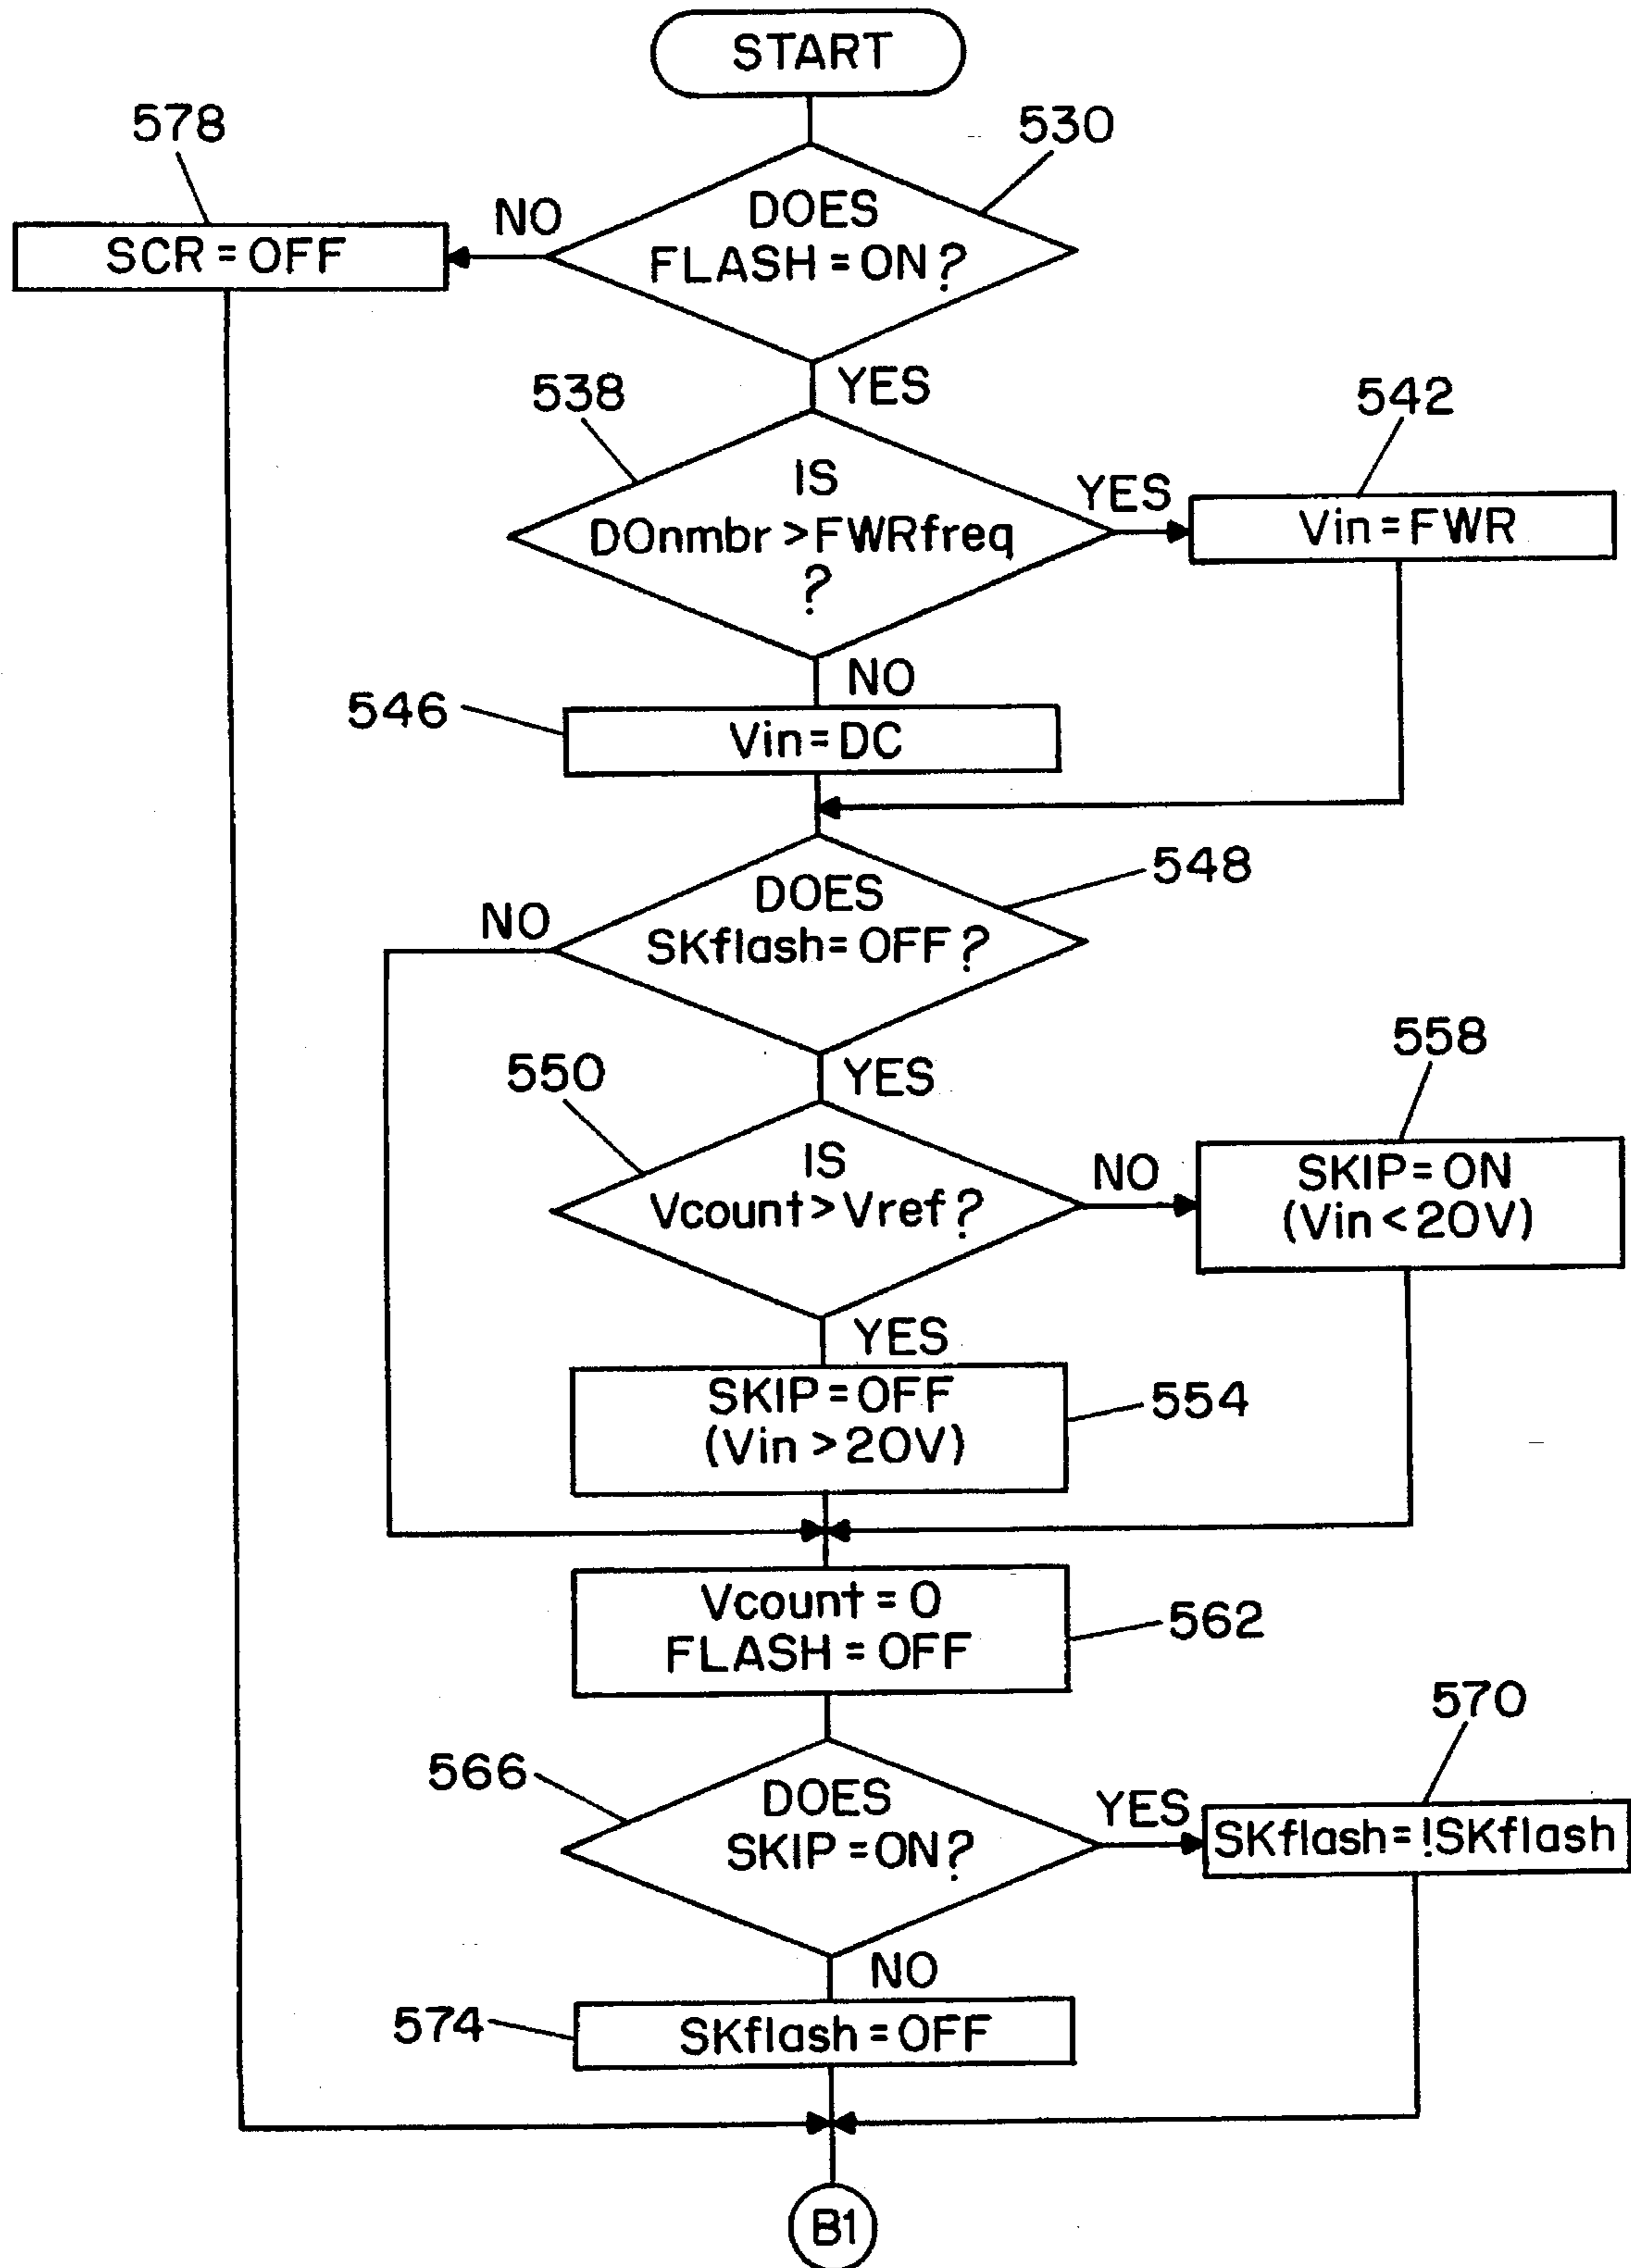 START
578
530
NO
DOES
FLASH = ON?
SCR = OFF
YES
538
542
IS
DOnmbr > FWRfreq
?
YES
Vin = FWR
NO
546
Vin = DC
548
DOES
SKflash = OFF?
NO
YES
550
558
IS
Vcount > Vref?
NO
SKIP = ON
(Vin < 20V)
YES
SKIP = OFF
(Vin > 20V)
554
Vcount = 0
FLASH = OFF
562
570
566
DOES
SKIP = ON?
YES
SKflash = !SKflash
NO
574
SKflash = OFF
B1